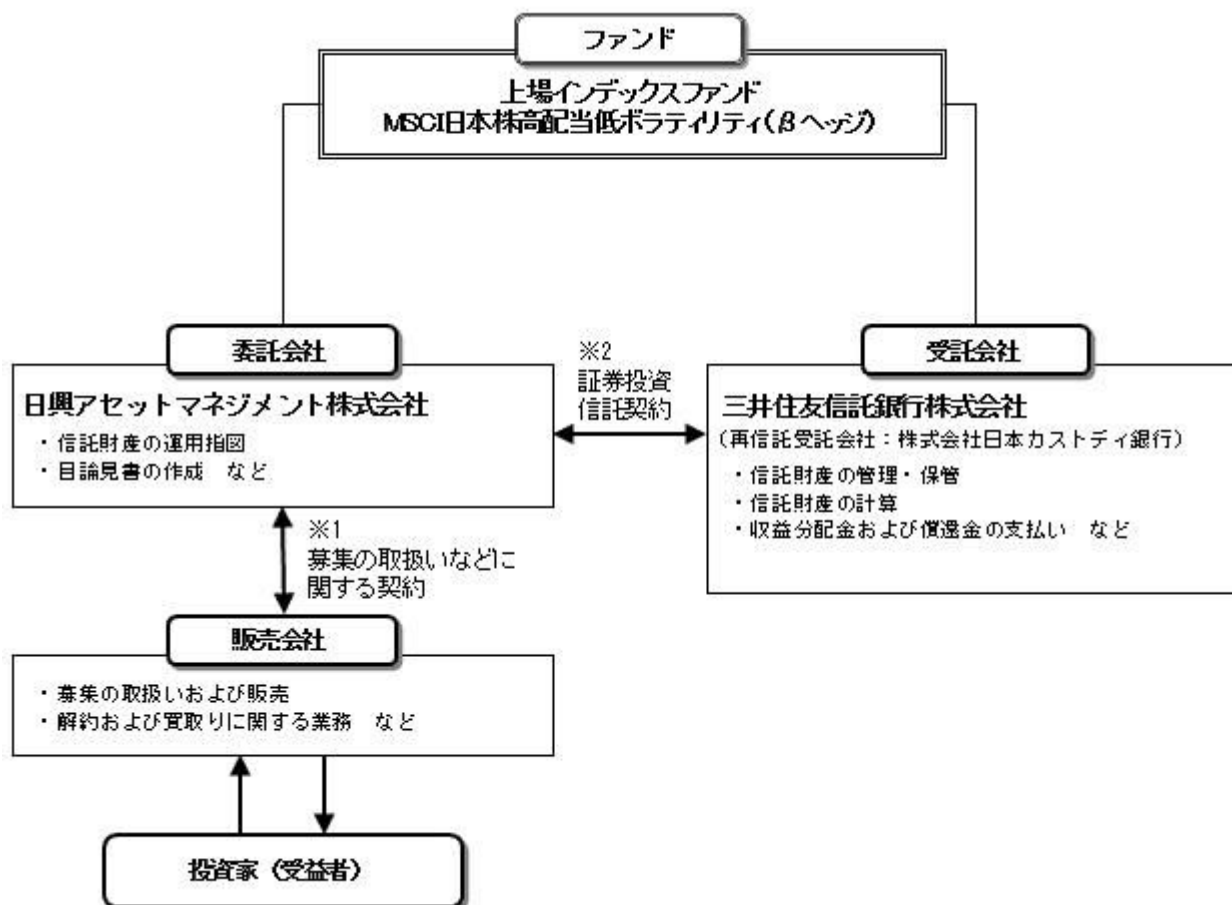 ファンド
上場インデックスファンド
MSCI日本株高配当低ボラティリティ(βヘッジ)
委託会社
日興アセットマネジメント株式会社
・信託財産の運用指図
・目論見書の作成 など
※2
証券投資
信託契約
受託会社
三井住友信託銀行株式会社
(再信託受託会社:株式会社日本カストディ銀行)
・信託財産の管理・保管
・信託財産の計算
・収益分配金および償還金の支払い など
※1
募集の取扱いなどに
関する契約
販売会社
・募集の取扱いおよび販売
・解約および買取りに関する業務 など
投資家(受益者)